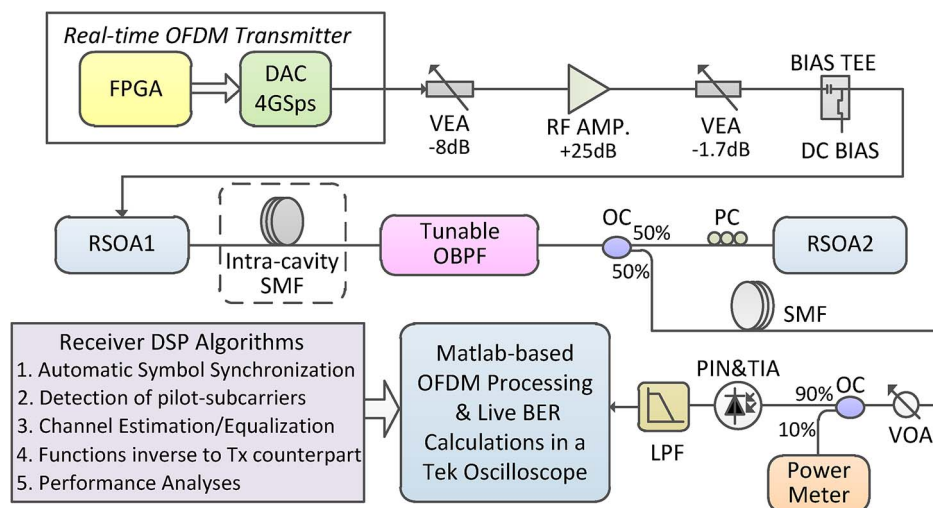 Real-time OFDM Transmitter
FPGA
DAC
4GSps
VEA
-8dB
RF AMP.
+25dB
VEA
-1.7dB
BIAS TEE
DC BIAS
RSOA1
Intra-cavity
SMF
Tunable
OBPF
OC
50%
50%
PC
RSOA2
SMF
Receiver DSP Algorithms
1. Automatic Symbol Synchronization
2. Detection of pilot-subcarriers
3. Channel Estimation/Equalization
4. Functions inverse to Tx counterpart
5. Performance Analyses
Matlab-based
OFDM Processing
& Live BER
Calculations in a
Tek Oscilloscope
LPF
PIN&TIA
90%
10%
OC
VOA
Power
Meter